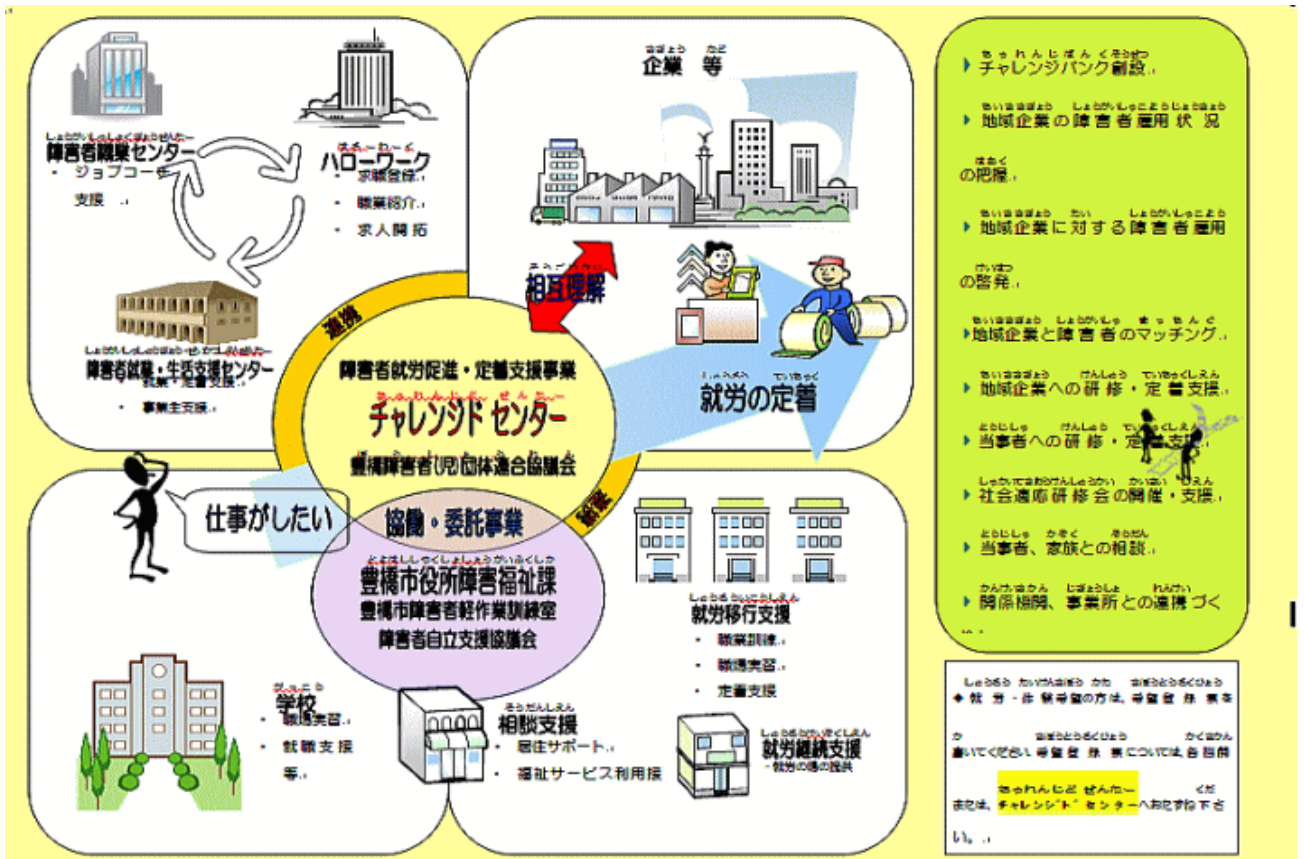 障害者職業センター
・ ジョブコーチ
支援
ハローワーク
・ 求職登録
・ 職業紹介
・ 求人開拓
障害者就業・生活支援センター
・ 就業・定着支援
・ 事業主支援
企業 等
相互理解
就労の定着
連携
障害者就労促進・定着支援事業
チャレンジド センター
豊橋障害者(児)団体連合協議会
仕事がしたい
協働・委託事業
豊橋市役所障害福祉課
豊橋市障害者軽作業訓練室
障害者自立支援協議会
学校
・ 職場実習
・ 就職支援
等
相談支援
・ 居住サポート
・ 福祉サービス利用援
就労移行支援
・ 職業訓練
・ 職場実習
・ 定着支援
就労継続支援
・就労の場の提供
チャレンジバンク創設
地域企業の障害者雇用状況
の把握
地域企業に対する障害者雇用
の啓発
地域企業と障害者のマッチング
地域企業への研修・定着支援
当事者への研修・定着支援
社会適応研修会の開催・支援
当事者、家族との相談
関係機関、事業所との連携づく
◆就労・体験希望の方は、希望登録票を
書いてください。希望登録票については、各機関
または、チャレンジド センターへおたずね下さ
い。